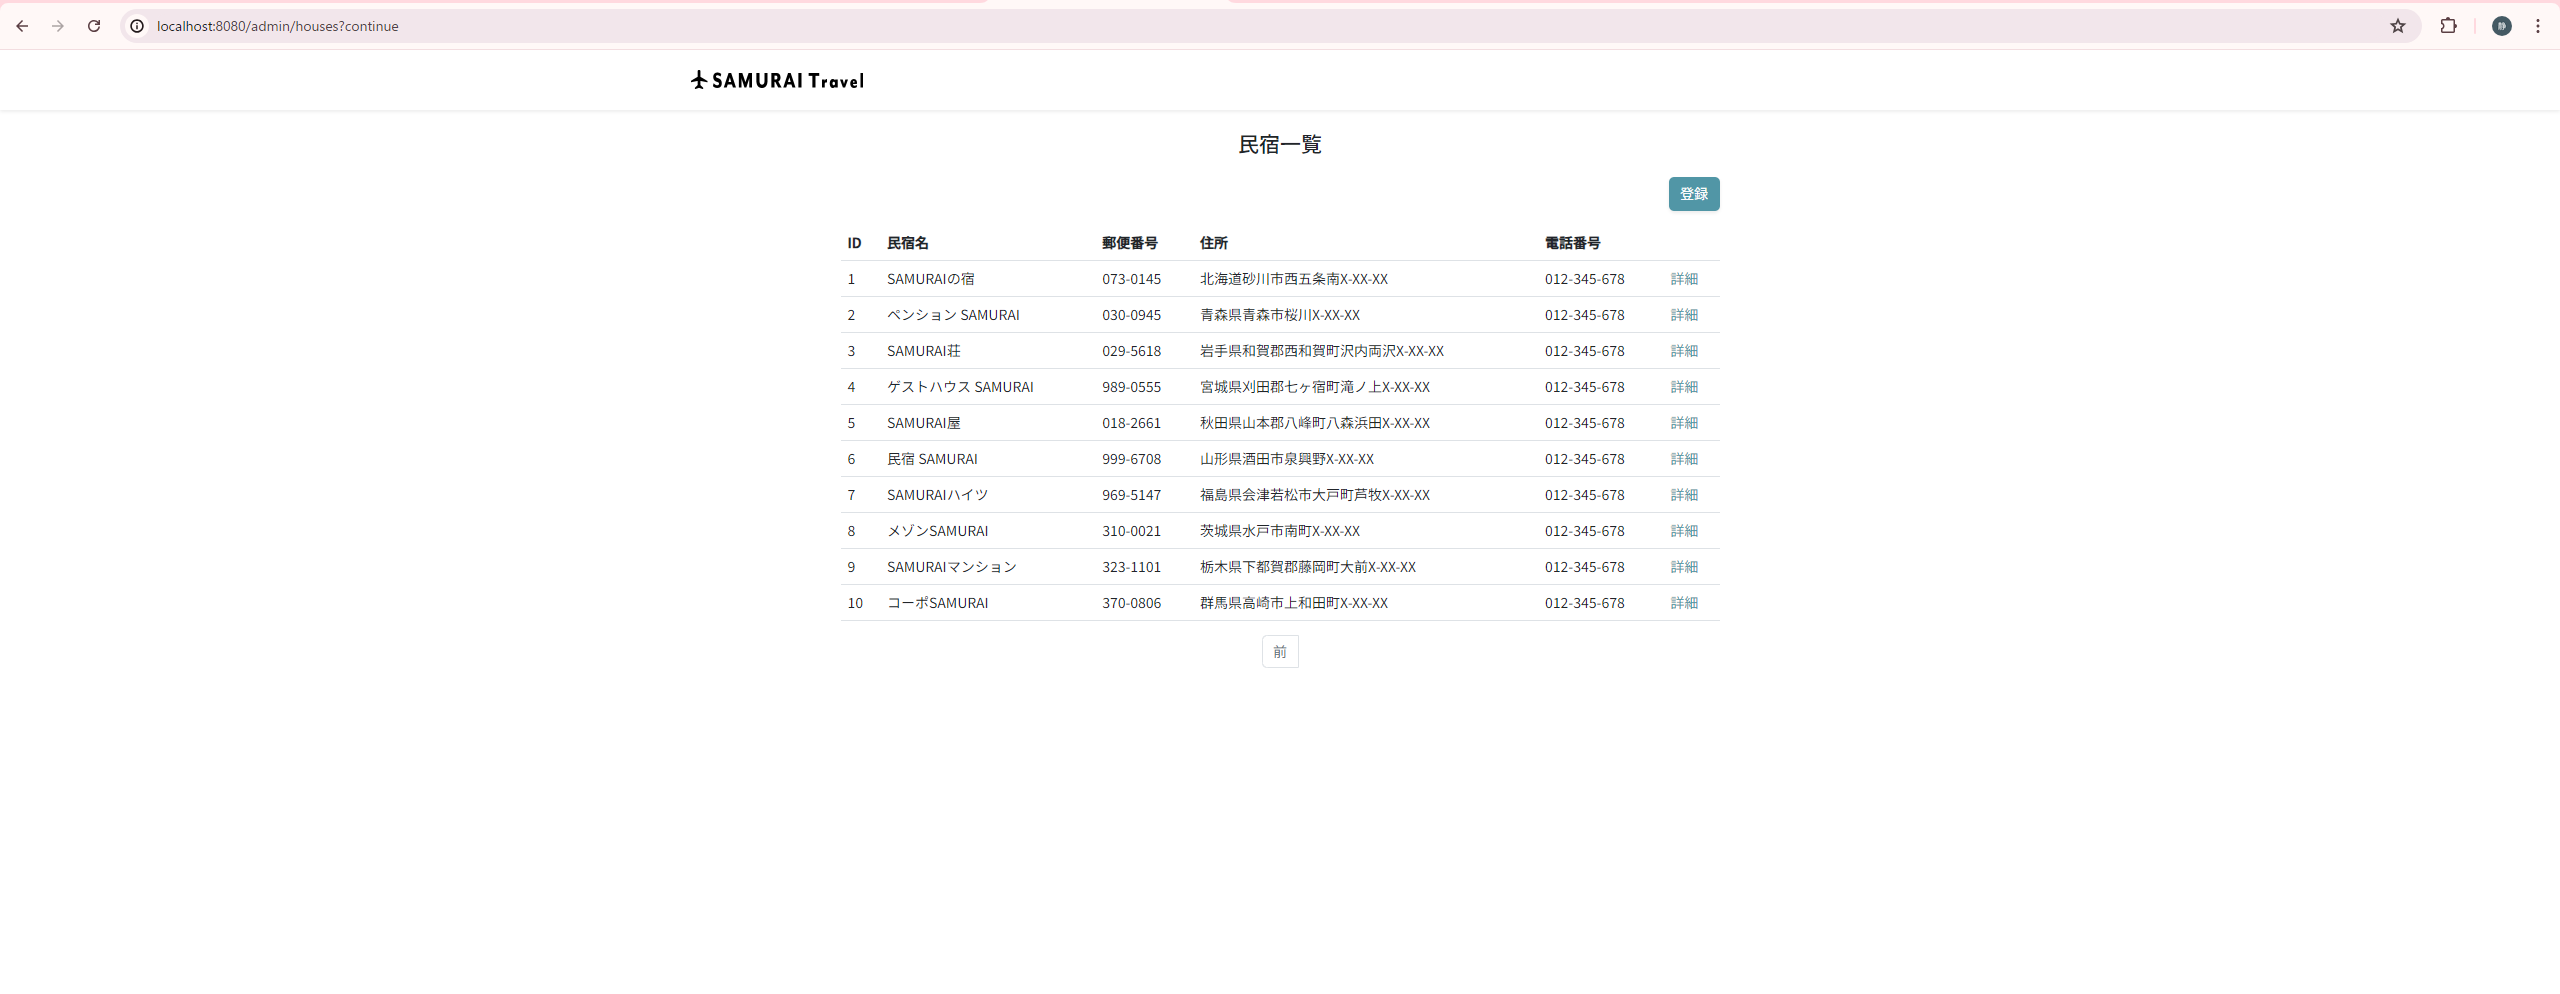 localhost:8080/admin/houses?continue
静
SAMURAI Travel
民宿一覧
登録
ID 民宿名 郵便番号 住所 電話番号
1 SAMURAIの宿 073-0145 北海道砂川市西五条南X-XX-XX 012-345-678 詳細
2 ペンション SAMURAI 030-0945 青森県青森市桜川X-XX-XX 012-345-678 詳細
3 SAMURAI荘 029-5618 岩手県和賀郡西和賀町沢内両沢X-XX-XX 012-345-678 詳細
4 ゲストハウス SAMURAI 989-0555 宮城県刈田郡七ヶ宿町滝ノ上X-XX-XX 012-345-678 詳細
5 SAMURAI屋 018-2661 秋田県山本郡八峰町八森浜田X-XX-XX 012-345-678 詳細
6 民宿 SAMURAI 999-6708 山形県酒田市泉興野X-XX-XX 012-345-678 詳細
7 SAMURAIハイツ 969-5147 福島県会津若松市大戸町芦牧X-XX-XX 012-345-678 詳細
8 メゾンSAMURAI 310-0021 茨城県水戸市南町X-XX-XX 012-345-678 詳細
9 SAMURAIマンション 323-1101 栃木県下都賀郡藤岡町大前X-XX-XX 012-345-678 詳細
10 コーポSAMURAI 370-0806 群馬県高崎市上和田町X-XX-XX 012-345-678 詳細
前